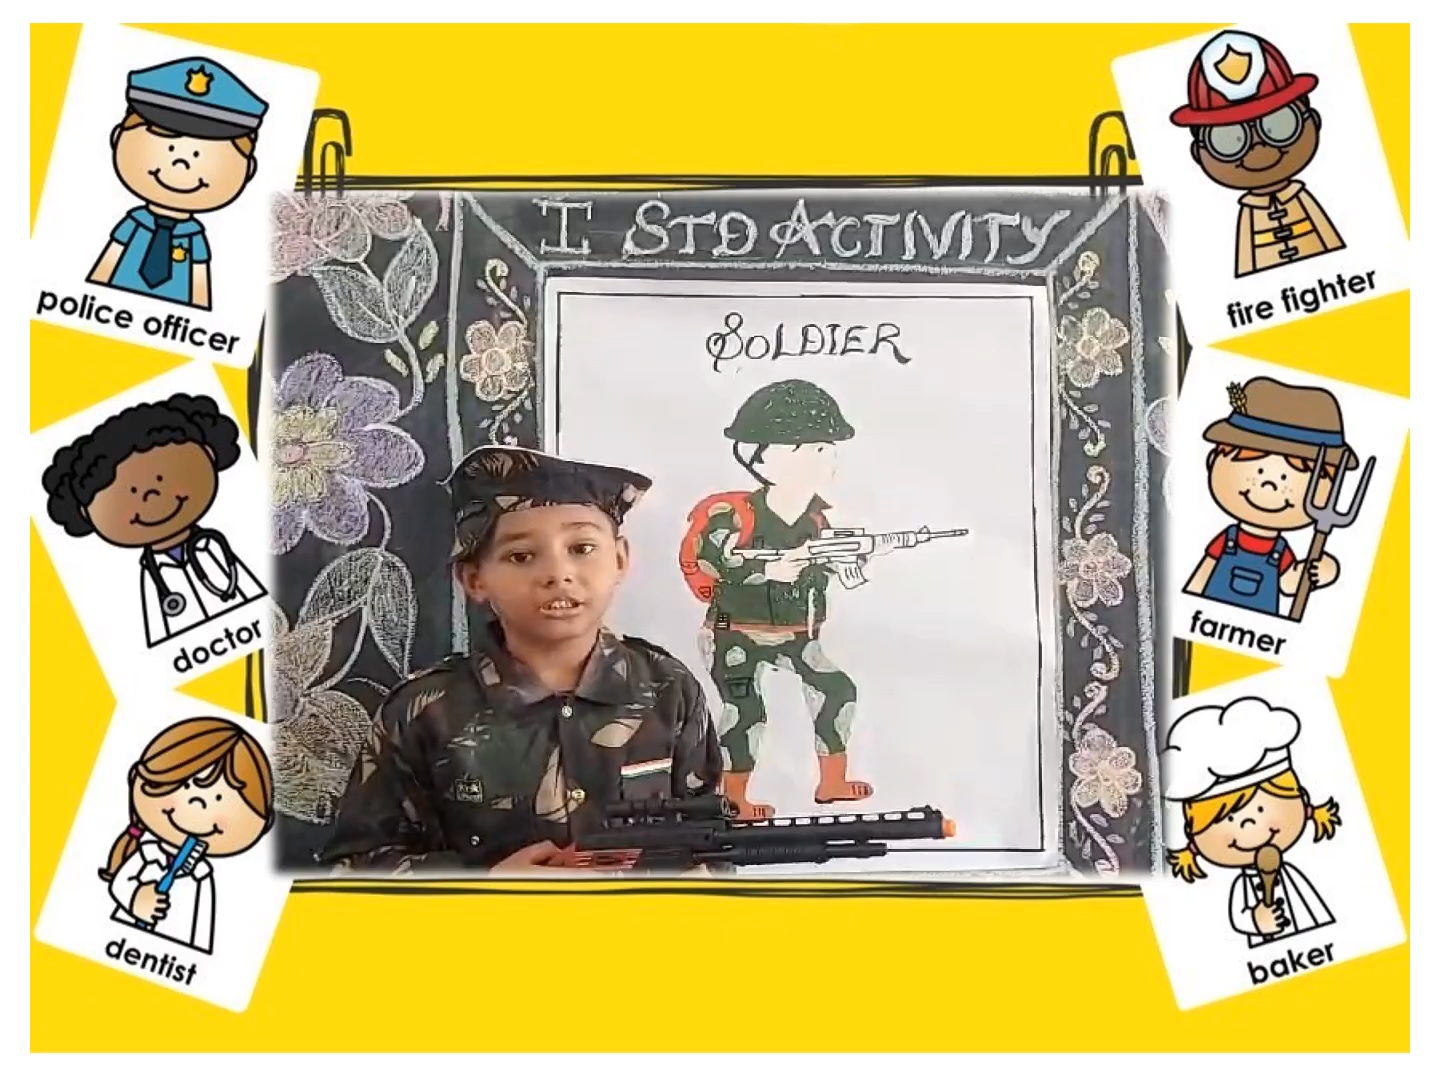 I STD ACTIVITY
SOLDIER
police officer
doctor
dentist
fire fighter
farmer
baker